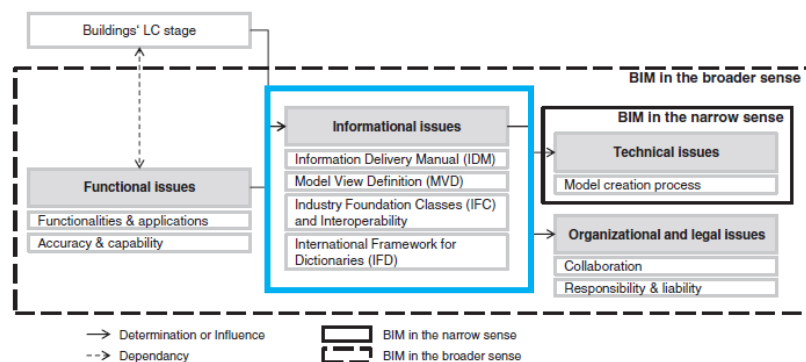 Buildings' LC stage
BIM in the broader sense
BIM in the narrow sense
Informational issues
Information Delivery Manual (IDM)
Model View Definition (MVD)
Industry Foundation Classes (IFC)
and Interoperability
International Framework for
Dictionaries (IFD)
Functional issues
Functionalities & applications
Accuracy & capability
Technical issues
Model creation process
Organizational and legal issues
Collaboration
Responsibility & liability
Determination or Influence
Dependancy
BIM in the narrow sense
BIM in the broader sense